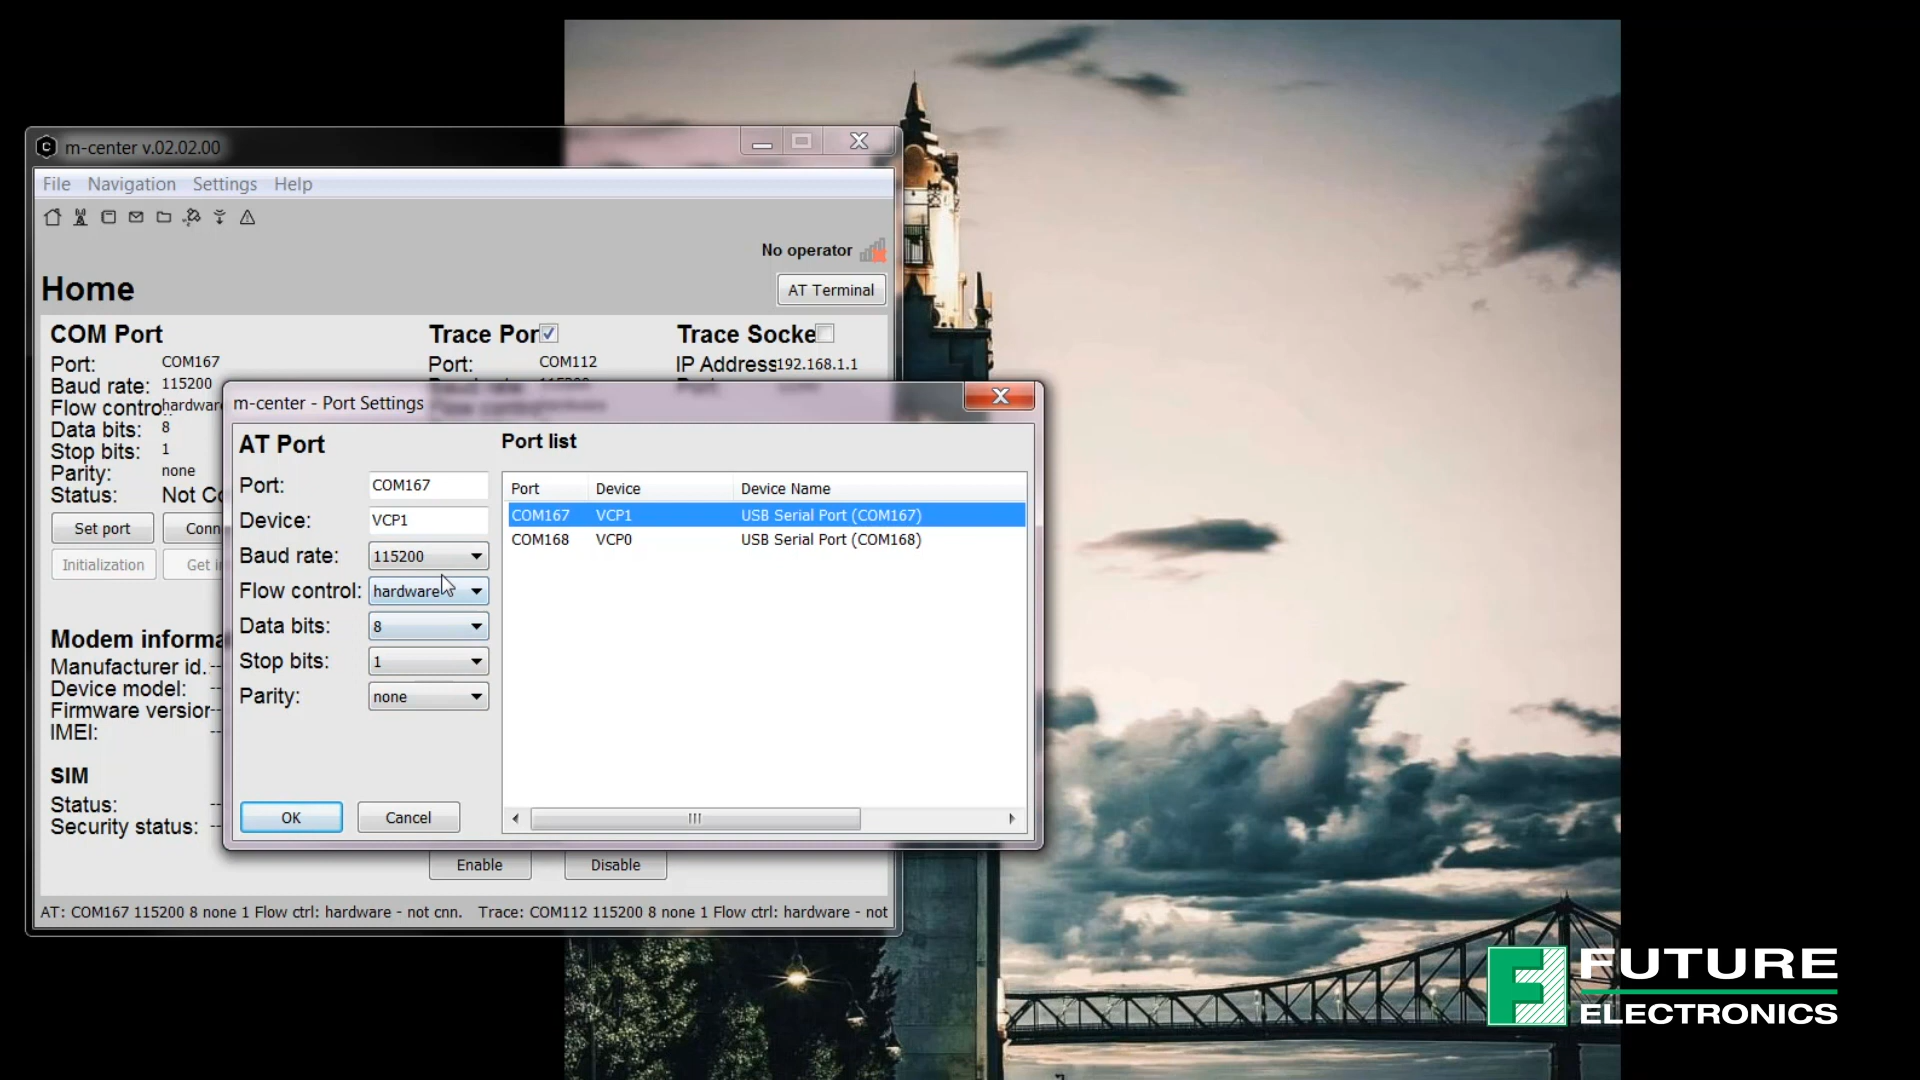 m-center v.02.02.00
File Navigation Settings Help
No operator
Home
AT Terminal
COM Port
Trace Por
Trace Socke
Port: COM167
Port: COM112
IP Address 192.168.1.1
Baud rate: 115200
Flow contro hardware
Data bits: 8
Stop bits: 1
Parity: none
Status: Not Co
Set port
Conn
Initialization
Get i
Modem informa
Manufacturer id. --
Device model: --
Firmware version --
IMEI: --
SIM
Status: --
Security status: --
m-center - Port Settings
AT Port
Port: COM167
Device: VCP1
Baud rate: 115200
Flow control: hardware
Data bits: 8
Stop bits: 1
Parity: none
OK
Cancel
Port list
Port Device Device Name
COM167 VCP1 USB Serial Port (COM167)
COM168 VCP0 USB Serial Port (COM168)
Enable
Disable
AT: COM167 115200 8 none 1 Flow ctrl: hardware - not cnn. Trace: COM112 115200 8 none 1 Flow ctrl: hardware - not
FUTURE
ELECTRONICS